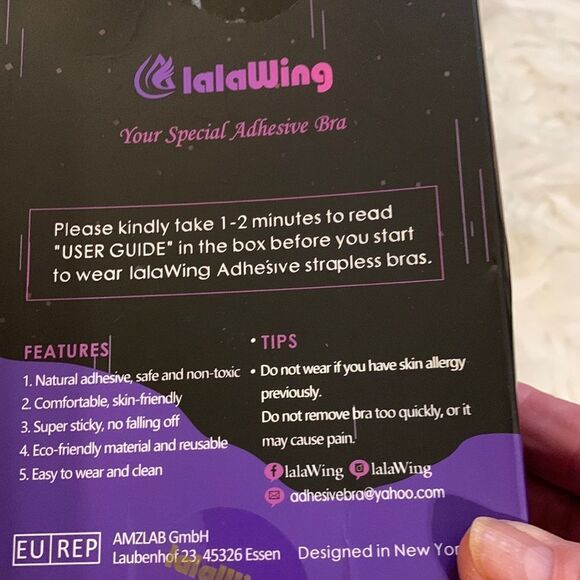 lalaWing
Your Special Adhesive Bra
Please kindly take 1-2 minutes to read
"USER GUIDE" in the box before you start
to wear lalaWing Adhesive strapless bras.
FEATURES
1. Natural adhesive, safe and non-toxic
2. Comfortable, skin-friendly
3. Super sticky, no falling off
4. Eco-friendly material and reusable
5. Easy to wear and clean
• TIPS
• Do not wear if you have skin allergy
previously.
Do not remove bra too quickly, or it
may cause pain.
lalaWing lalaWing
adhesivebra@yahoo.com
EU REP
AMZLAB GmbH
Laubenhof 23, 45326 Essen
lalaWing
Designed in New